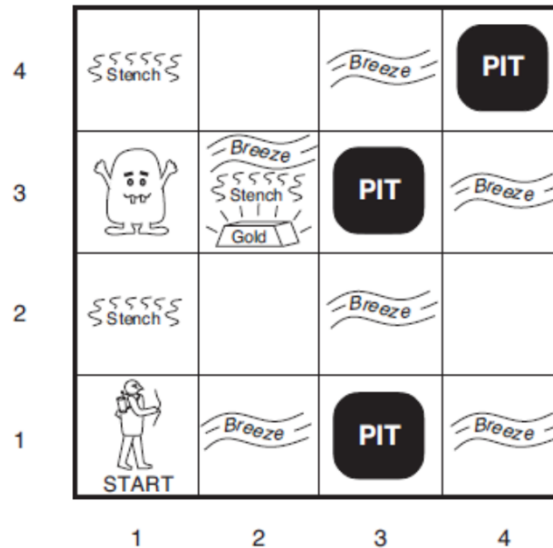 4
Stench
Breeze
PIT
3
Breeze
Stench
Gold
PIT
Breeze
2
Stench
Breeze
1
START
Breeze
PIT
Breeze
1 2 3 4